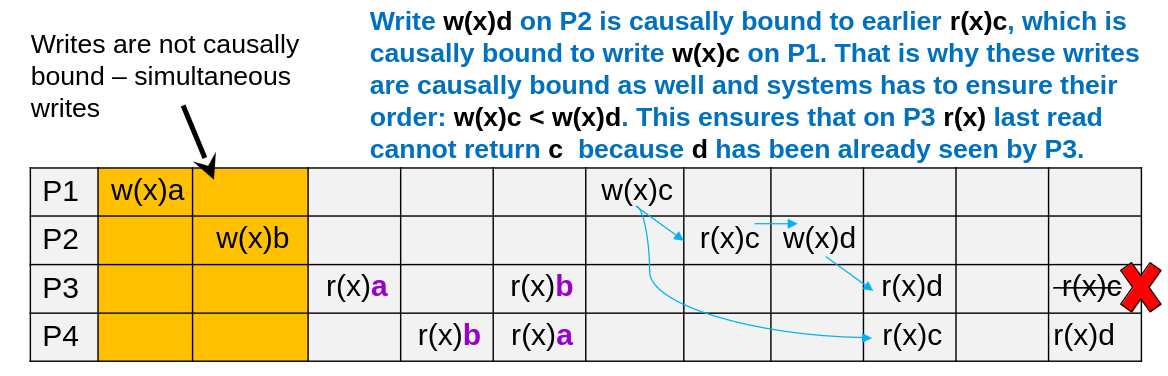 Writes are not causally
bound – simultaneous
writes
Write w(x)d on P2 is causally bound to earlier r(x)c, which is
causally bound to write w(x)c on P1. That is why these writes
are causally bound as well and systems has to ensure their
order: w(x)c < w(x)d. This ensures that on P3 r(x) last read
cannot return c  because d has been already seen by P3.
P1 w(x)a w(x)c
P2 w(x)b r(x)c w(x)d
P3 r(x)a r(x)b r(x)d r(x)c
P4 r(x)b r(x)a r(x)c r(x)d